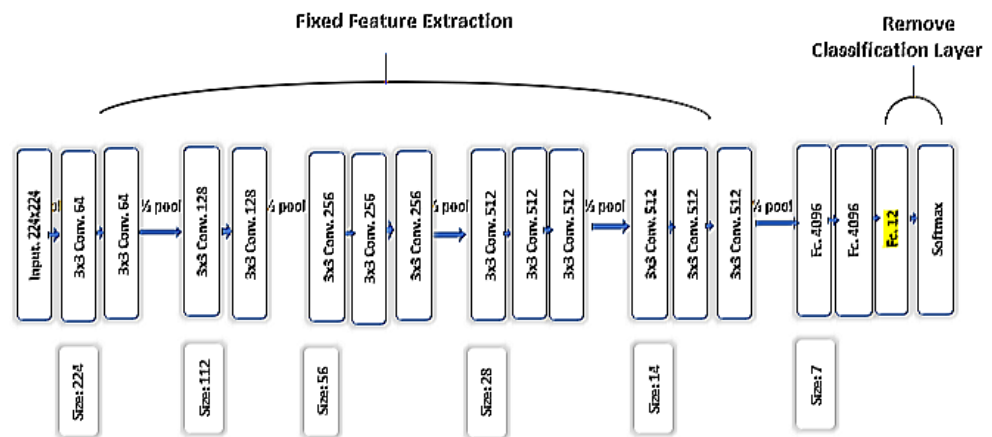 Fixed Feature Extraction
Remove
Classification Layer
Input. 224x224
3x3 Conv. 64
3x3 Conv. 64
½ pool
3x3 Conv. 128
3x3 Conv. 128
½ pool
3x3 Conv. 256
3x3 Conv. 256
3x3 Conv. 256
½ pool
3x3 Conv. 512
3x3 Conv. 512
3x3 Conv. 512
½ pool
3x3 Conv. 512
3x3 Conv. 512
3x3 Conv. 512
½ pool
Fc. 4096
Fc. 4096
Fc. 12
Softmax
Size: 224
Size: 112
Size: 56
Size: 28
Size: 14
Size: 7